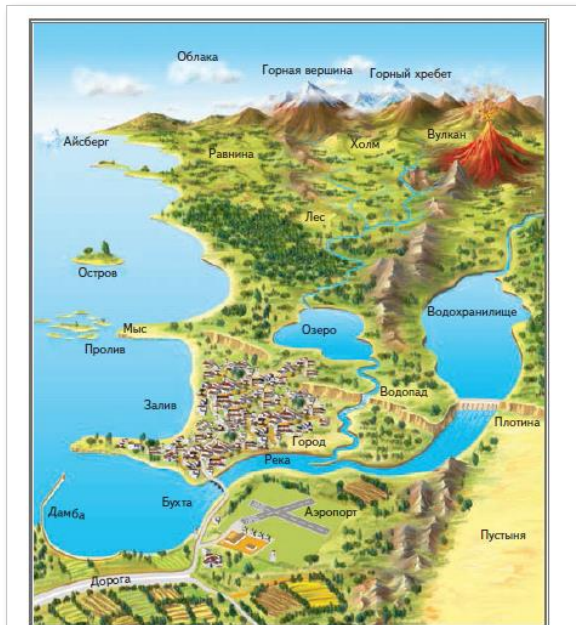 Облака
Горная вершина
Горный хребет
Айсберг
Равнина
Холм
Вулкан
Лес
Остров
Мыс
Пролив
Озеро
Водохранилище
Залив
Водопад
Плотина
Город
Река
Дамба
Бухта
Аэропорт
Пустыня
Дорога